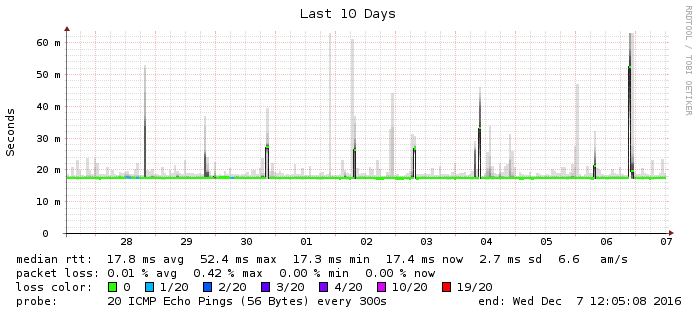 Last 10 Days
RRDTOOL / TOBI OETIKER
Seconds
60 m
50 m
40 m
30 m
20 m
10 m
0
28 29 30 01 02 03 04 05 06 07
median rtt: 17.8 ms avg 52.4 ms max 17.3 ms min 17.4 ms now 2.7 ms sd 6.6 am/s
packet loss: 0.01 % avg 0.42 % max 0.00 % min 0.00 % now
loss color: 0 1/20 2/20 3/20 4/20 10/20 19/20
probe: 20 ICMP Echo Pings (56 Bytes) every 300s end: Wed Dec 7 12:05:08 2016